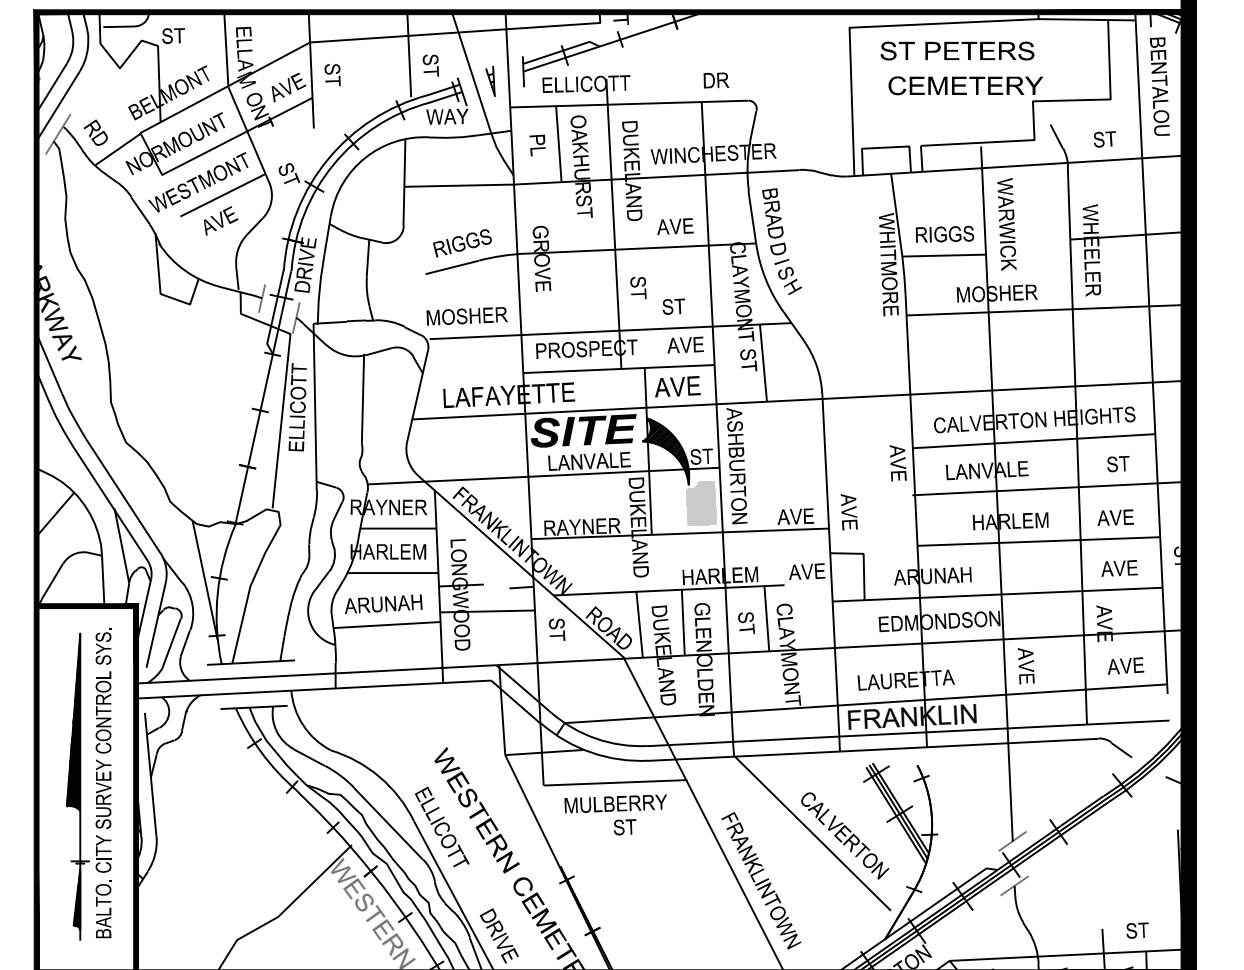 ST
ELLAMONT
ST
ST
BELMONT
AVE
RD
NORMOUNT
WESTMONT
AVE
ST
WAY
ELLICOTT
DR
ST PETERS
CEMETERY
BENTALOU
PL
OAKHURST
DUKELAND
WINCHESTER
ST
RIGGS
AVE
GROVE
BRADDISH
WHITMORE
RIGGS
WARWICK
WHEELER
DRIVE
ST
CLAYMONT ST
MOSHER
ST
MOSHER
ARKWAY
PROSPECT
AVE
LAFAYETTE
AVE
ELLICOTT
SITE
ASHBURTON
CALVERTON HEIGHTS
LANVALE
ST
AVE
LANVALE
ST
RAYNER
FRANKLINTOWN
DUKELAND
RAYNER
AVE
AVE
HARLEM
AVE
HARLEM
LONGWOOD
HARLEM
AVE
ARUNAH
AVE
ARUNAH
ST
ROAD
DUKELAND
GLENOLDEN
ST
CLAYMONT
EDMONDSON
AVE
AVE
LAURETTA
AVE
FRANKLIN
BALTO. CITY SURVEY CONTROL SYS.
WESTERN CEMETE
ELLICOTT
DRIVE
WESTERN
MULBERRY
ST
FRANKLINTOWN
CALVERTON
TON
ST